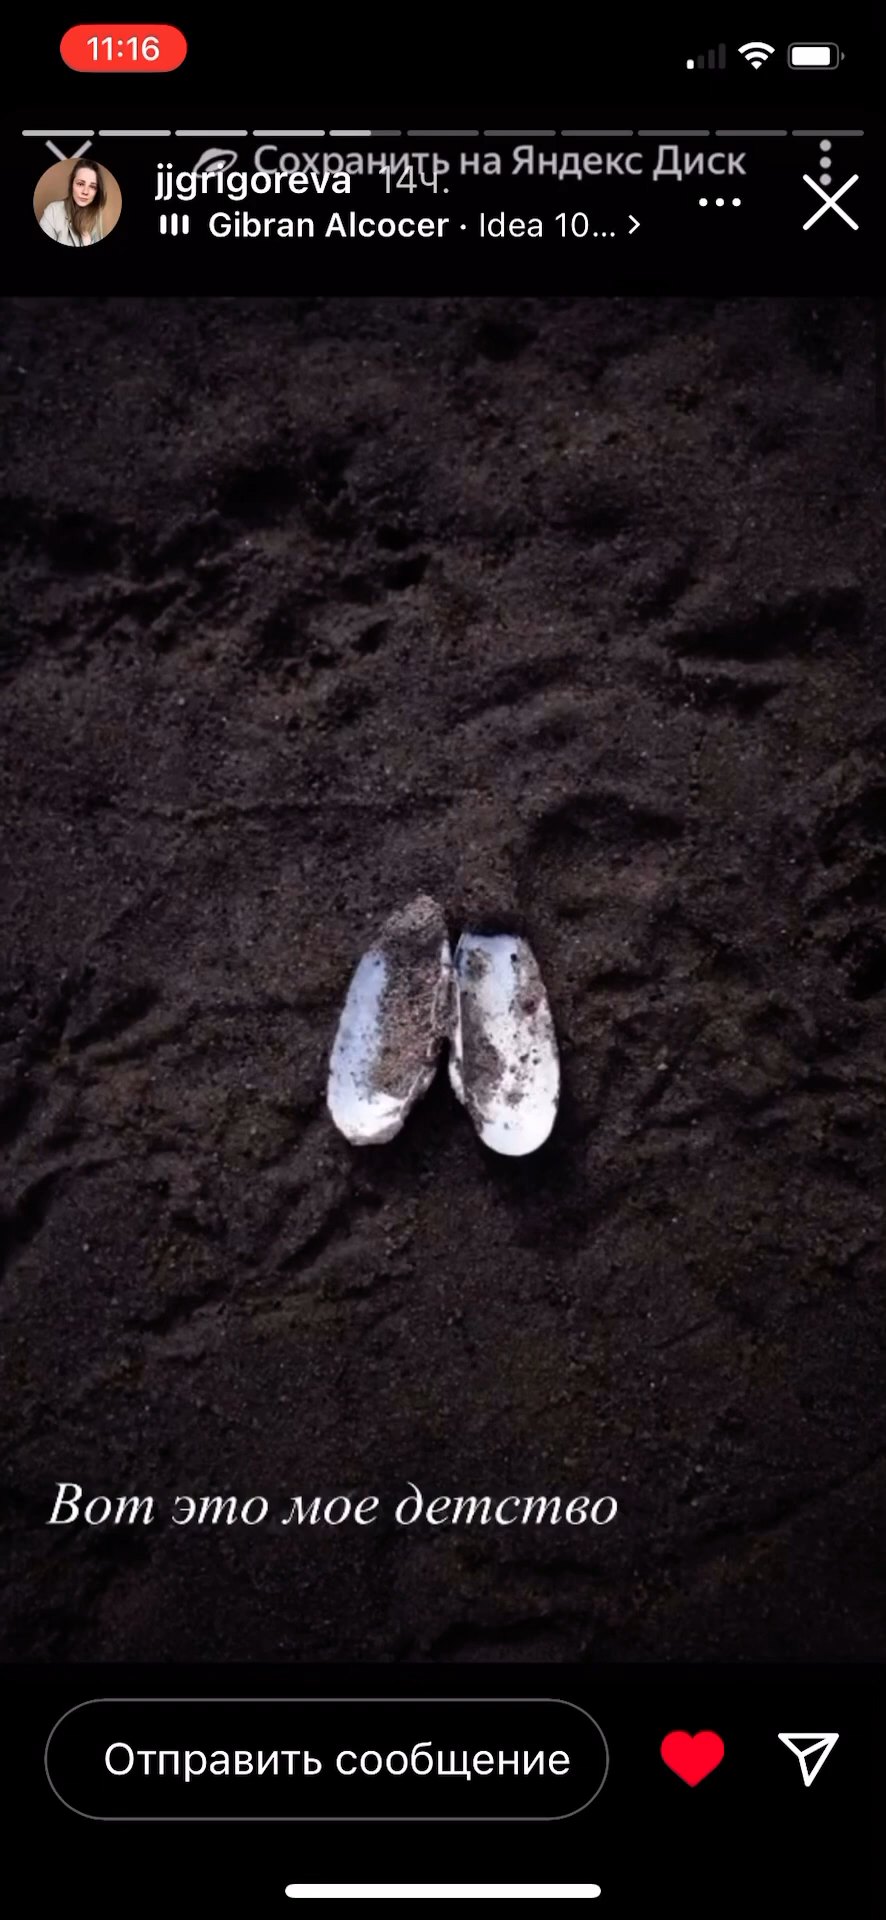 11:16
Сохранить на Яндекс Диск
jjgrigoreva 14ч.
Gibran Alcocer · Idea 10... >
Вот это мое детство
Отправить сообщение